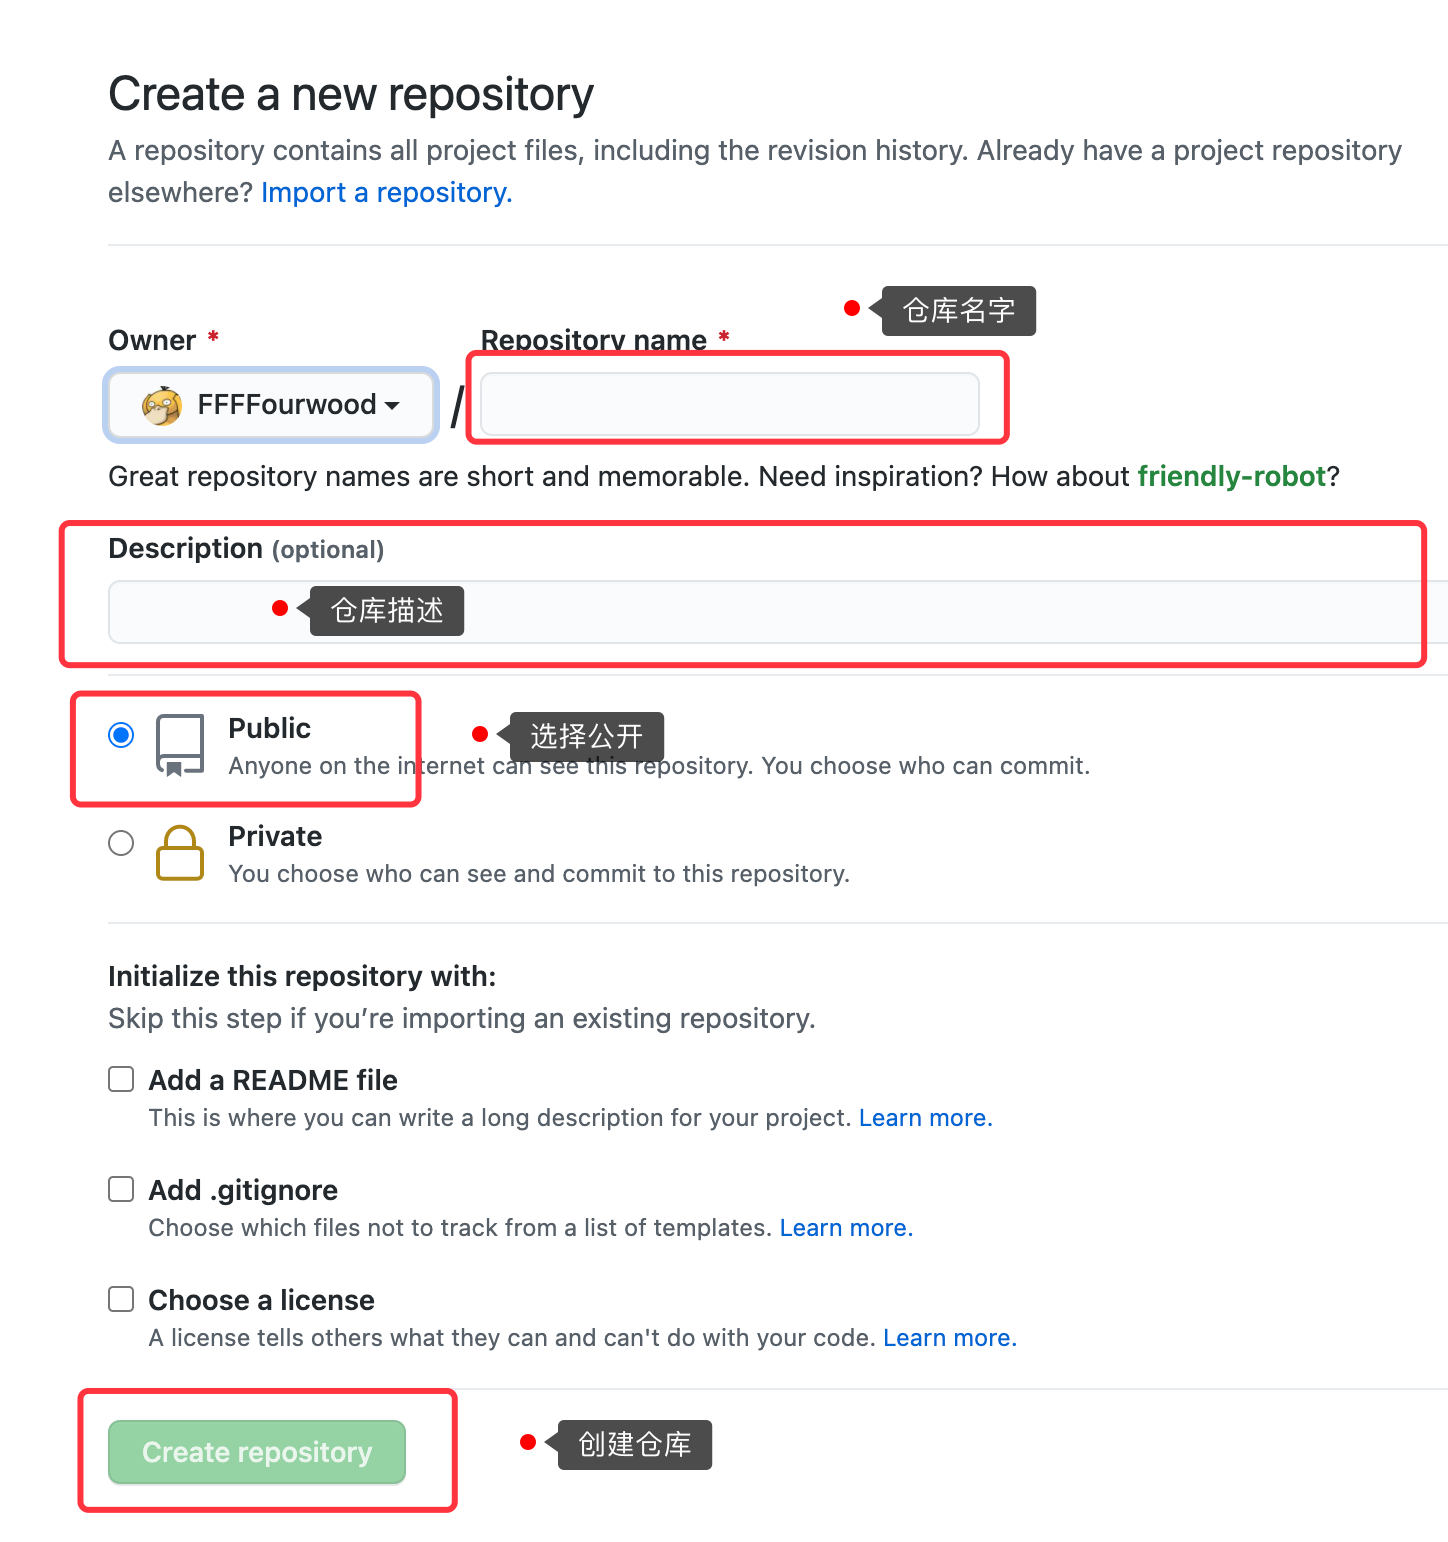 Create a new repository
A repository contains all project files, including the revision history. Already have a project repository
elsewhere? Import a repository.
仓库名字
Owner *
Repository name *
FFFFourwood /
Great repository names are short and memorable. Need inspiration? How about friendly-robot?
Description (optional)
仓库描述
Public
选择公开
Anyone on the internet can see this repository. You choose who can commit.
Private
You choose who can see and commit to this repository.
Initialize this repository with:
Skip this step if you’re importing an existing repository.
Add a README file
This is where you can write a long description for your project. Learn more.
Add .gitignore
Choose which files not to track from a list of templates. Learn more.
Choose a license
A license tells others what they can and can't do with your code. Learn more.
Create repository
创建仓库